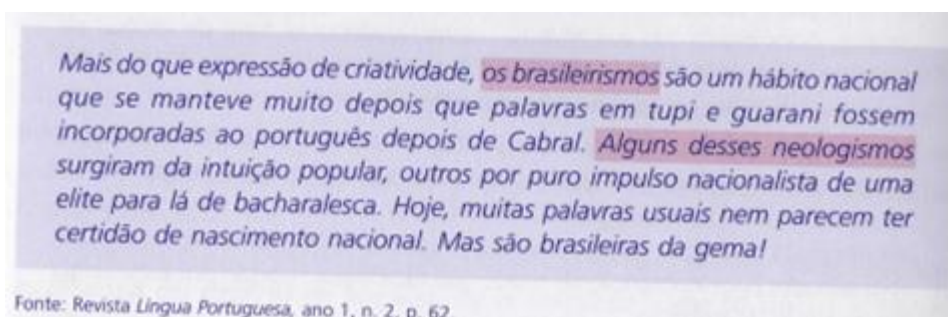 Mais do que expressão de criatividade, os brasileirismos são um hábito nacional
que se manteve muito depois que palavras em tupi e guarani fossem
incorporadas ao português depois de Cabral. Alguns desses neologismos
surgiram da intuição popular, outros por puro impulso nacionalista de uma
elite para lá de bacharalesca. Hoje, muitas palavras usuais nem parecem ter
certidão de nascimento nacional. Mas são brasileiras da gema!
Fonte: Revista Língua Portuguesa, ano 1, n. 2, p. 62